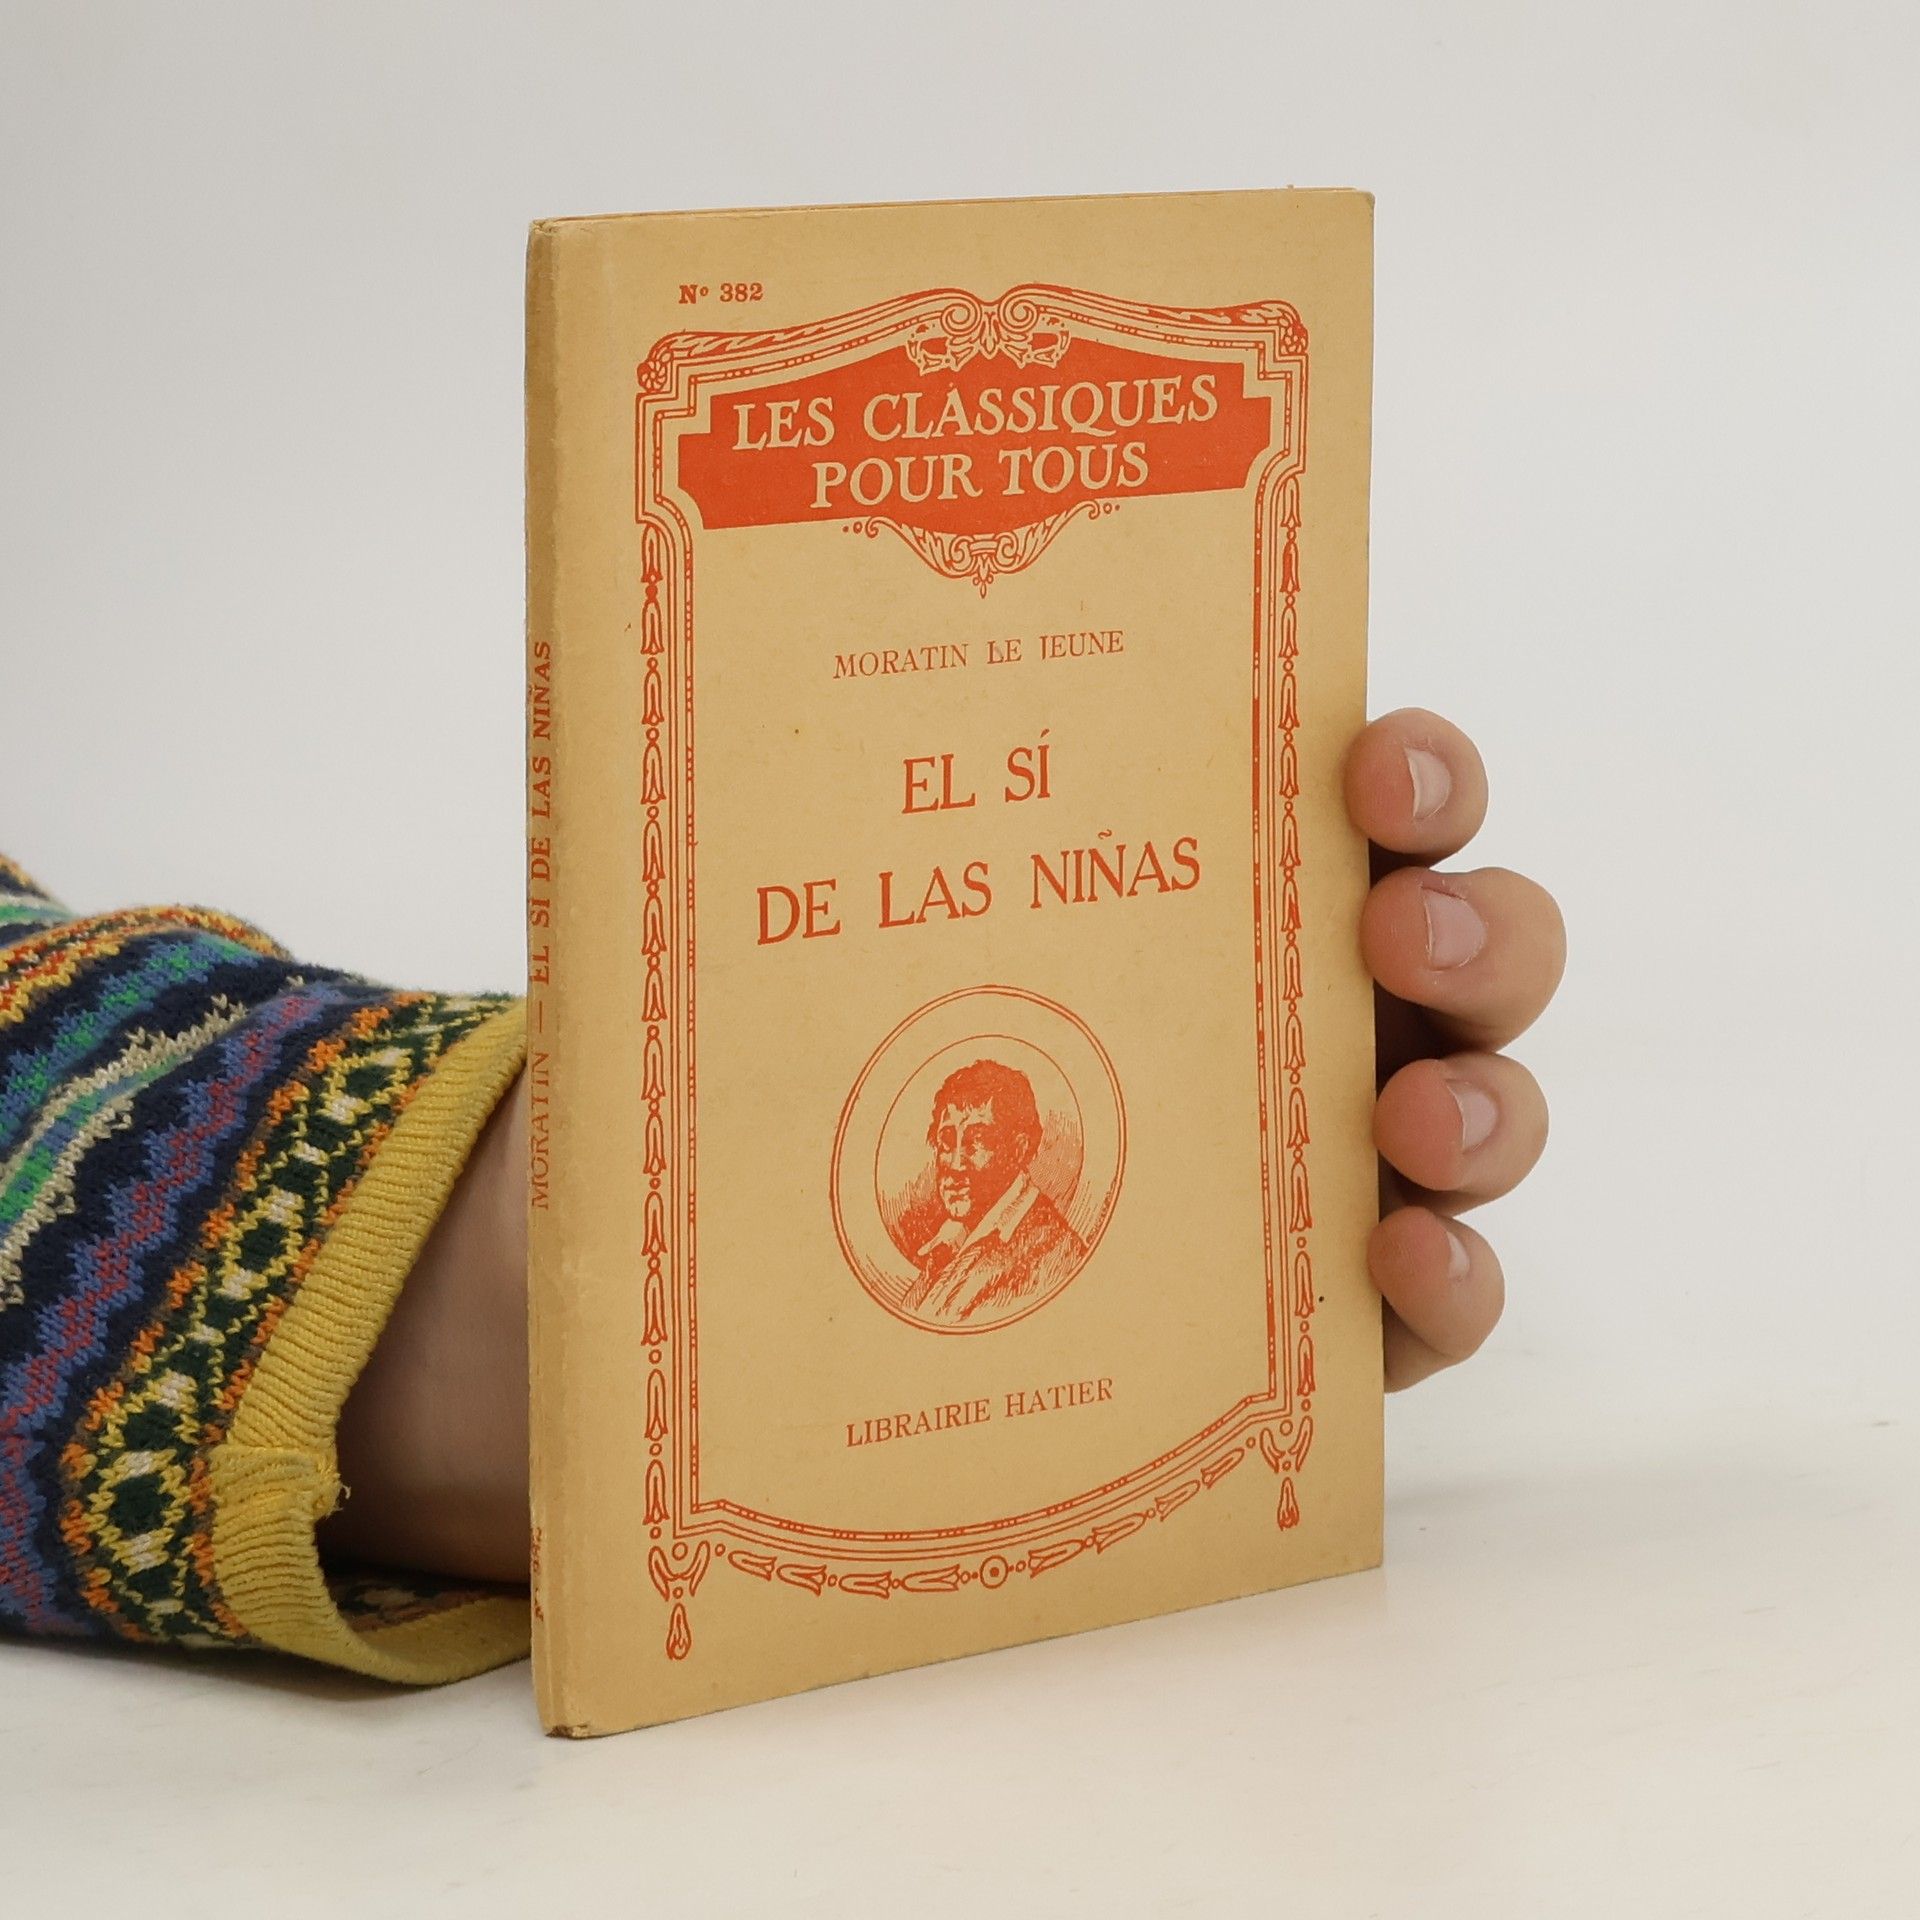 Nº 382
LES CLASSIQUES
POUR TOUS
MORATIN LE JEUNE
EL SÍ
DE LAS NIÑAS
LIBRAIRIE HATIER
MORATIN — EL SÍ DE LAS NIÑAS